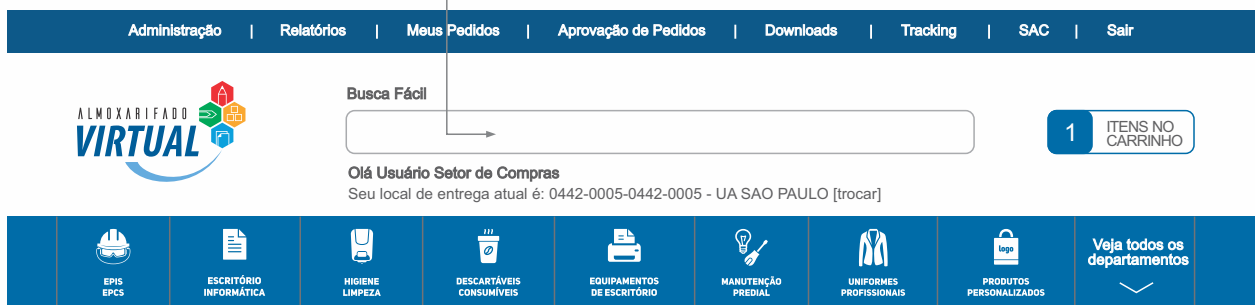 Administração | Relatórios | Meus Pedidos | Aprovação de Pedidos | Downloads | Tracking | SAC | Sair
Busca Fácil
ALMOXARIFADO
VIRTUAL
1
ITENS NO
CARRINHO
Olá Usuário Setor de Compras
Seu local de entrega atual é: 0442-0005-0442-0005 - UA SAO PAULO [trocar]
EPIS
EPCS
ESCRITÓRIO
INFORMÁTICA
HIGIENE
LIMPEZA
DESCARTÁVEIS
CONSUMÍVEIS
EQUIPAMENTOS
DE ESCRITÓRIO
MANUTENÇÃO
PREDIAL
UNIFORMES
PROFISSIONAIS
logo
PRODUTOS
PERSONALIZADOS
Veja todos os
departamentos